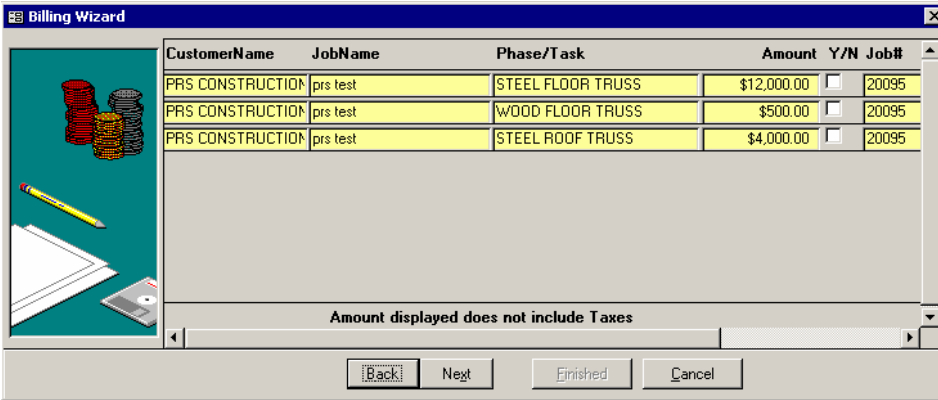 Billing Wizard
CustomerName JobName Phase/Task Amount Y/N Job#
PRS CONSTRUCTION prs test STEEL FLOOR TRUSS $12,000.00 20095
PRS CONSTRUCTION prs test WOOD FLOOR TRUSS $500.00 20095
PRS CONSTRUCTION prs test STEEL ROOF TRUSS $4,000.00 20095
Amount displayed does not include Taxes
Back Next Finished Cancel